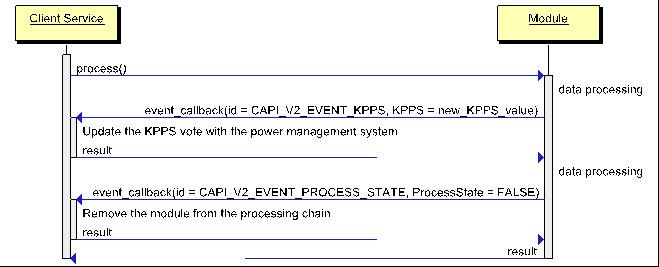 Client Service
Module
process()
data processing
event_callback(id = CAPI_V2_EVENT_KPPS, KPPS = new_KPPS_value)
Update the KPPS vote with the power management system
result
data processing
event_callback(id = CAPI_V2_EVENT_PROCESS_STATE, ProcessState = FALSE)
Remove the module from the processing chain
result
result